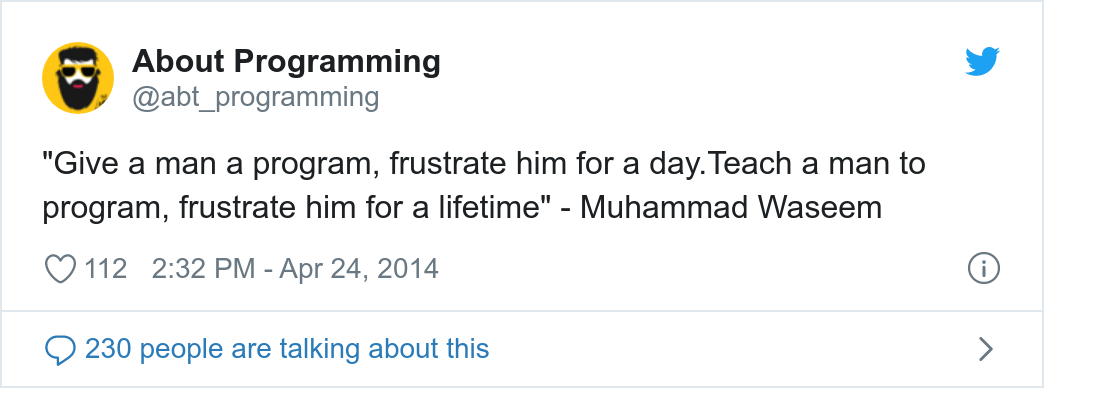 About Programming
@abt_programming
"Give a man a program, frustrate him for a day.Teach a man to
program, frustrate him for a lifetime" - Muhammad Waseem
112 2:32 PM - Apr 24, 2014
230 people are talking about this